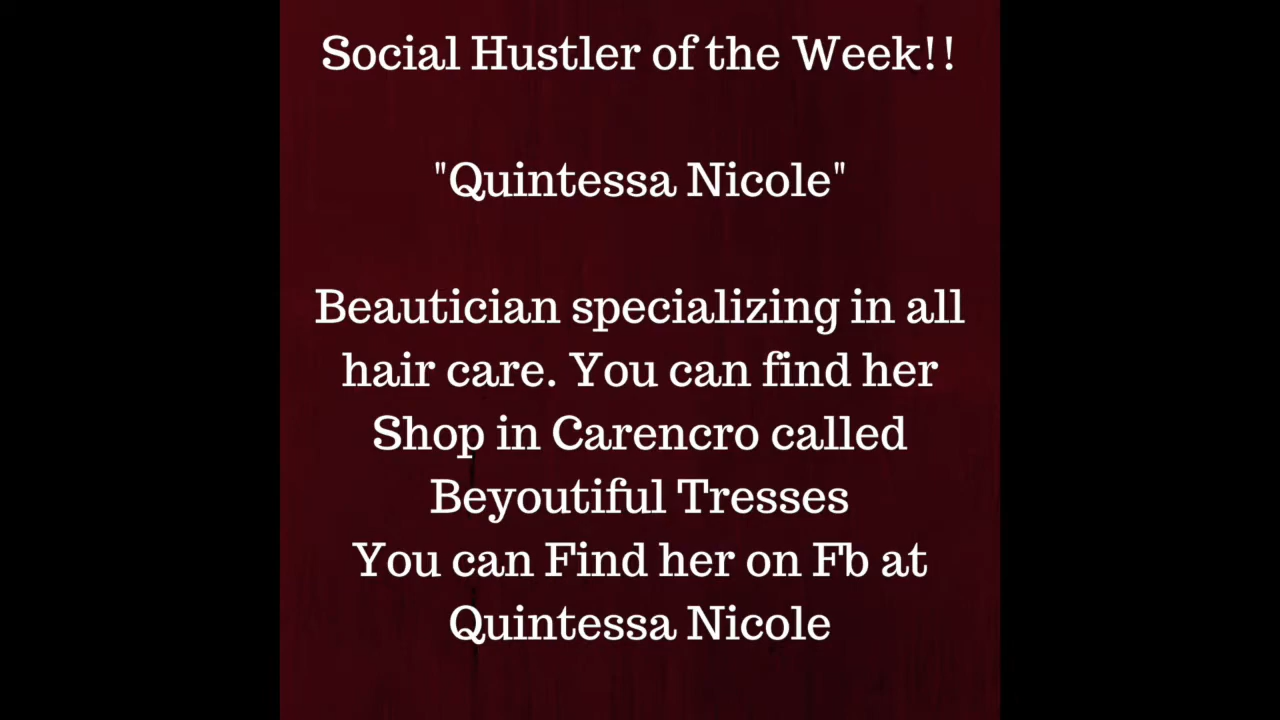 Social Hustler of the Week!!
"Quintessa Nicole"
Beautician specializing in all
hair care. You can find her
Shop in Carencro called
Beyoutiful Tresses
You can Find her on Fb at
Quintessa Nicole